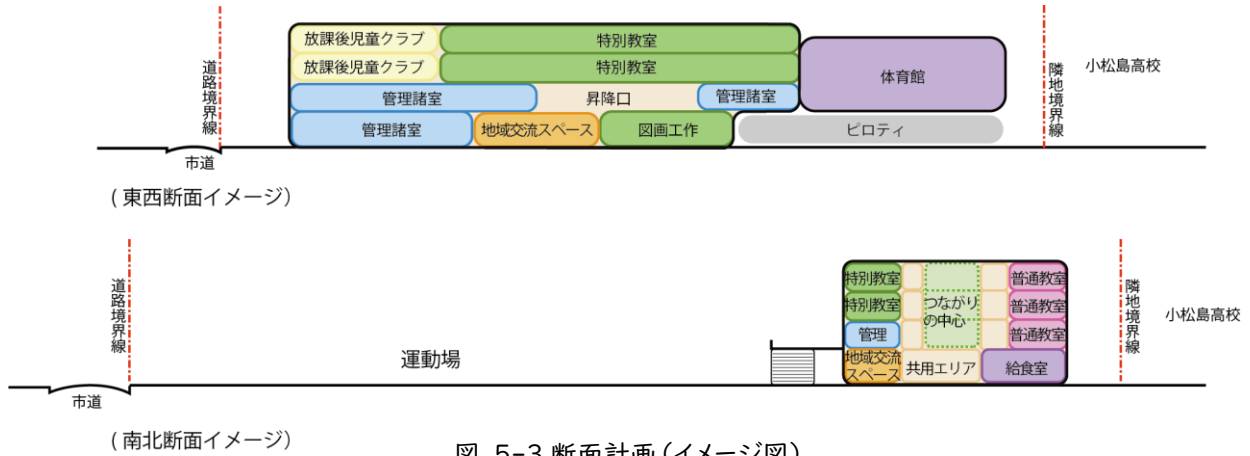 放課後児童クラブ
特別教室
放課後児童クラブ
特別教室
体育館
管理諸室
昇降口
管理諸室
管理諸室
地域交流スペース
図画工作
ピロティ
道路境界線
隣地境界線
小松島高校
市道
(東西断面イメージ)
道路境界線
特別教室
普通教室
特別教室
つながり
の中心
普通教室
管理
普通教室
地域交流
スペース
共用エリア
給食室
運動場
隣地境界線
小松島高校
市道
(南北断面イメージ)
図 5-3 断面計画(イメージ図)